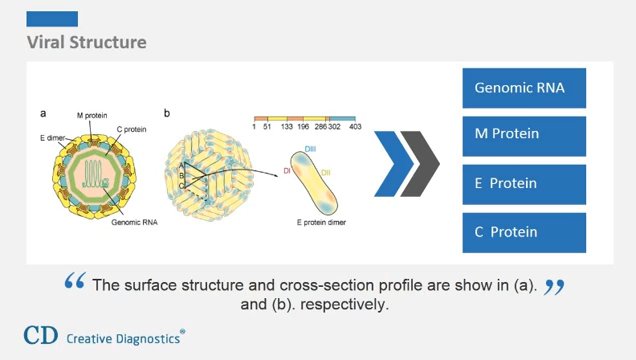 Viral Structure
a
M protein
E dimer
C protein
Genomic RNA
b
A
B
C
1 51 133 196 286 302 403
DIII
DI
DII
DII
E protein dimer
Genomic RNA
M Protein
E Protein
C Protein
“ The surface structure and cross-section profile are show in (a). ”
and (b). respectively.
CD Creative Diagnostics®